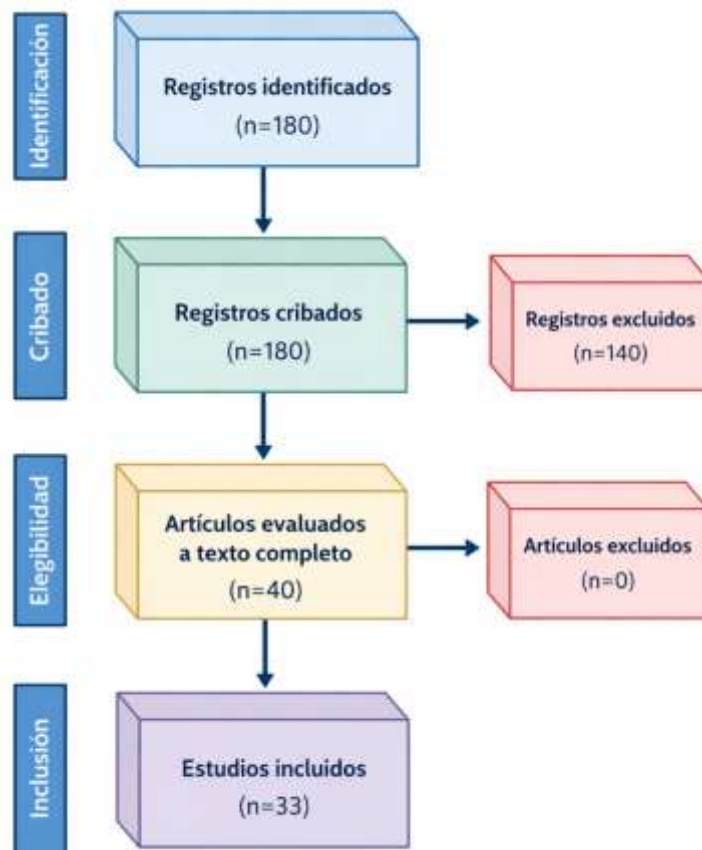 Identificación
Registros identificados
(n=180)
Cribado
Registros cribados
(n=180)
Registros excluidos
(n=140)
Elegibilidad
Artículos evaluados
a texto completo
(n=40)
Artículos excluidos
(n=0)
Inclusión
Estudios incluidos
(n=33)